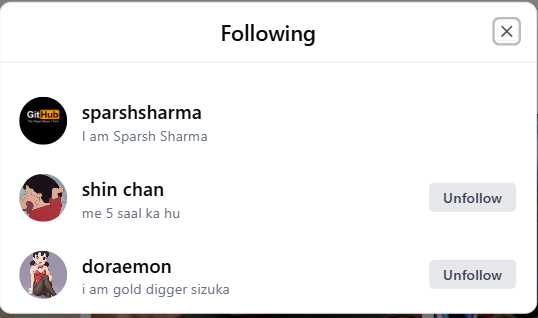 Following
GitHub
sparshsharma
I am Sparsh Sharma
shin chan
me 5 saal ka hu
Unfollow
doraemon
i am gold digger sizuka
Unfollow